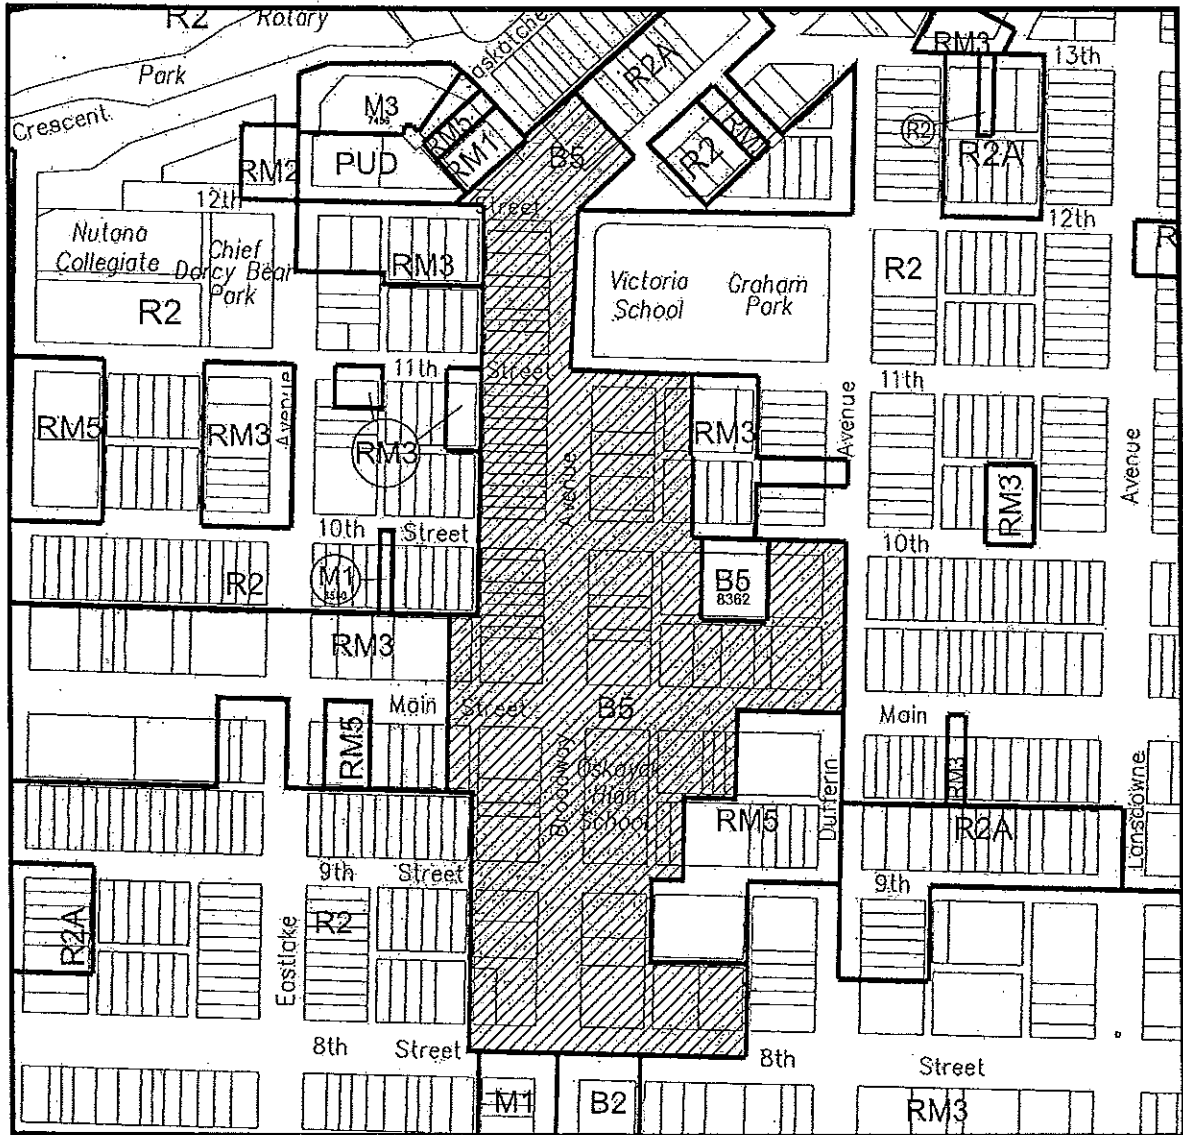 R2
Rotary
Park
Crescent
RM3
13th
R2A
M3
RM5
RM1
PUD
RM2
B5
R2
R2
R2A
12th
Street
12th
Nutana
Collegiate
Chief
Darcy Bear
Park
R2
RM3
Victoria
School
Graham
Park
R2
11th
Street
11th
RM5
RM3
Avenue
RM3
RM3
Avenue
Avenue
RM3
Avenue
10th
Street
10th
R2
M1
B5
8362
RM3
Main
Street
B5
Main
RM5
Broadway
Oskayak
High
School
RM5
Dufferin
RM3
R2A
Lansdowne
9th
Street
9th
R2A
R2
Eastlake
8th
Street
8th
Street
M1
B2
RM3